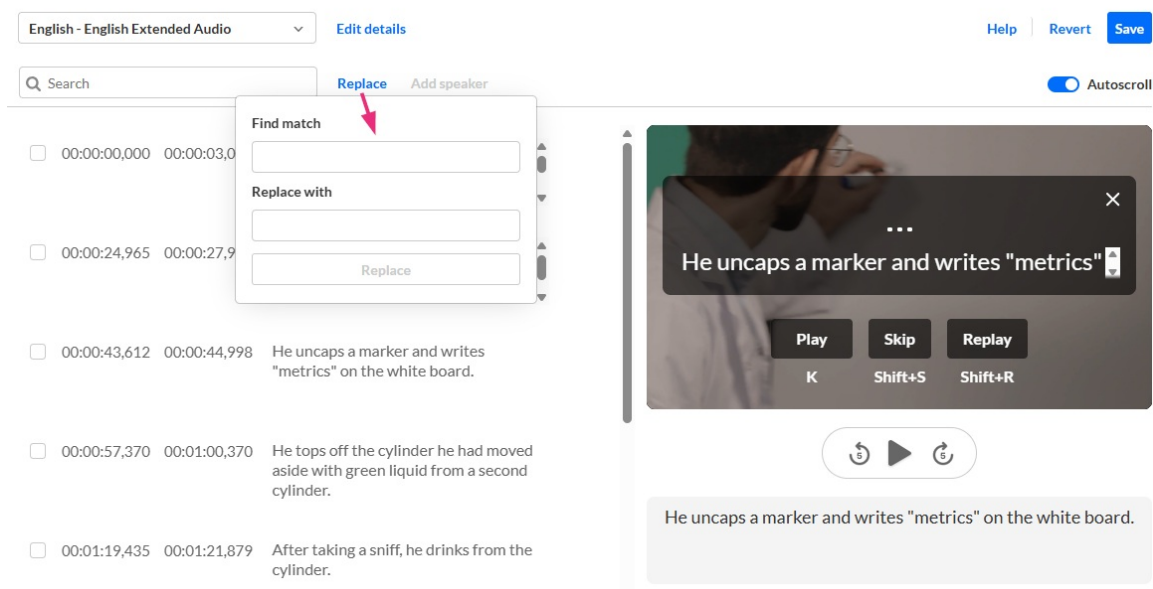 English - English Extended Audio
Edit details
Help
Revert
Save
Search
Replace
Add speaker
Autoscroll
Find match
Replace with
Replace
00:00:00,000 00:00:03,0
00:00:24,965 00:00:27,9
00:00:43,612 00:00:44,998 He uncaps a marker and writes
"metrics" on the white board.
00:00:57,370 00:01:00,370 He tops off the cylinder he had moved
aside with green liquid from a second
cylinder.
00:01:19,435 00:01:21,879 After taking a sniff, he drinks from the
cylinder.
...
He uncaps a marker and writes "metrics"
Play
Skip
Replay
K
Shift+S
Shift+R
5
5
He uncaps a marker and writes "metrics" on the white board.